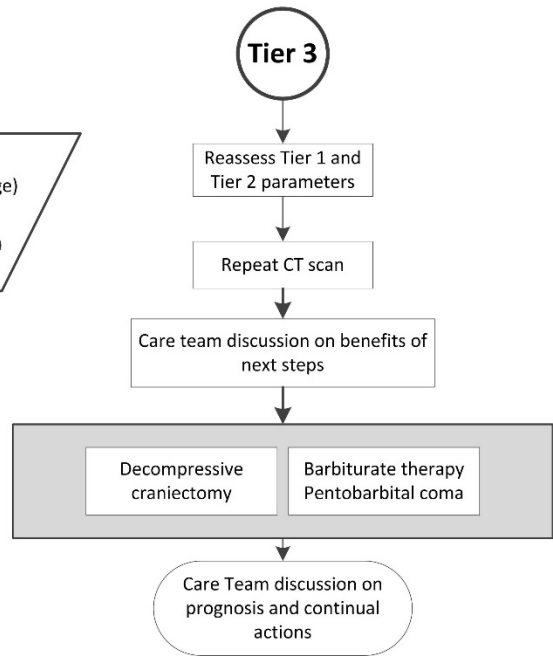 Tier 3
Reassess Tier 1 and
Tier 2 parameters
Repeat CT scan
Care team discussion on benefits of
next steps
Decompressive
craniectomy
Barbiturate therapy
Pentobarbital coma
Care Team discussion on
prognosis and continual
actions